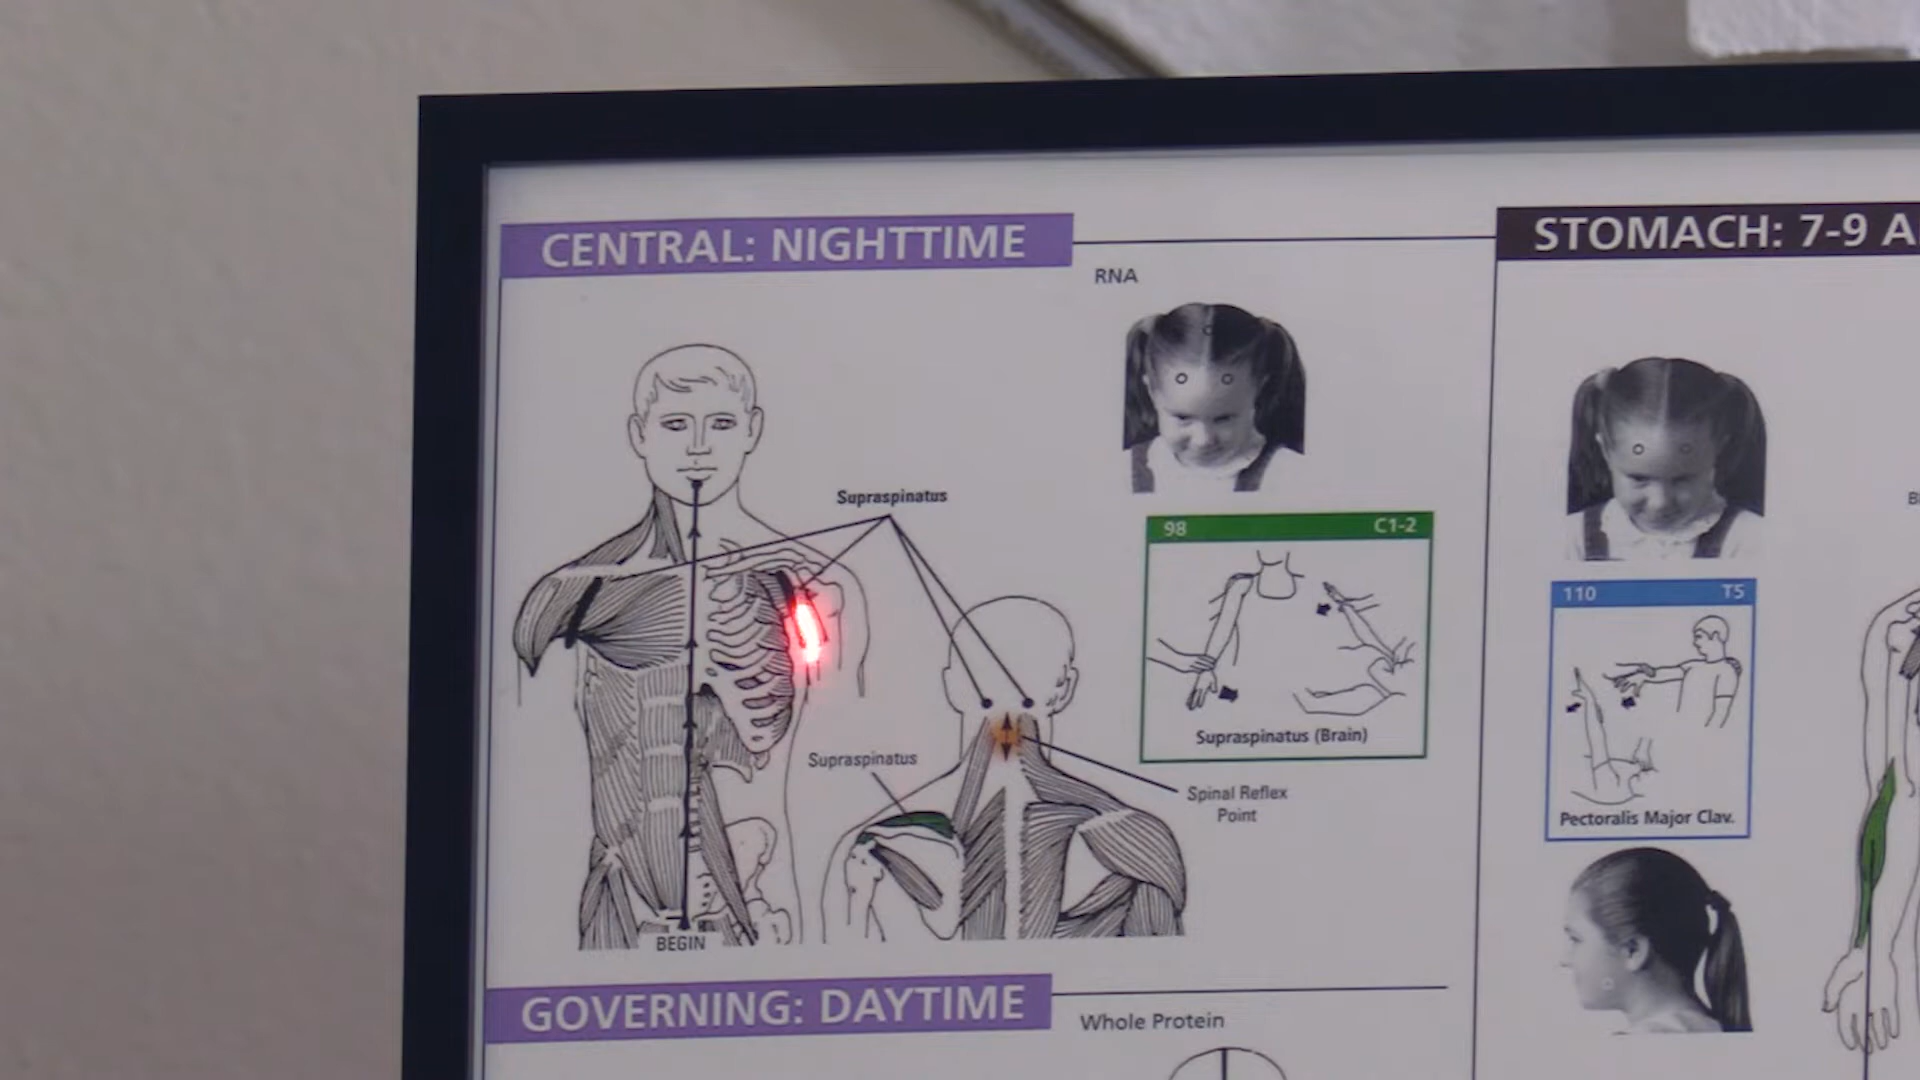 CENTRAL: NIGHTTIME
RNA
Supraspinatus
98 C1-2
Supraspinatus (Brain)
Supraspinatus
Spinal Reflex
Point
BEGIN
GOVERNING: DAYTIME
Whole Protein
STOMACH: 7-9 A
110 T5
Pectoralis Major Clav.
B